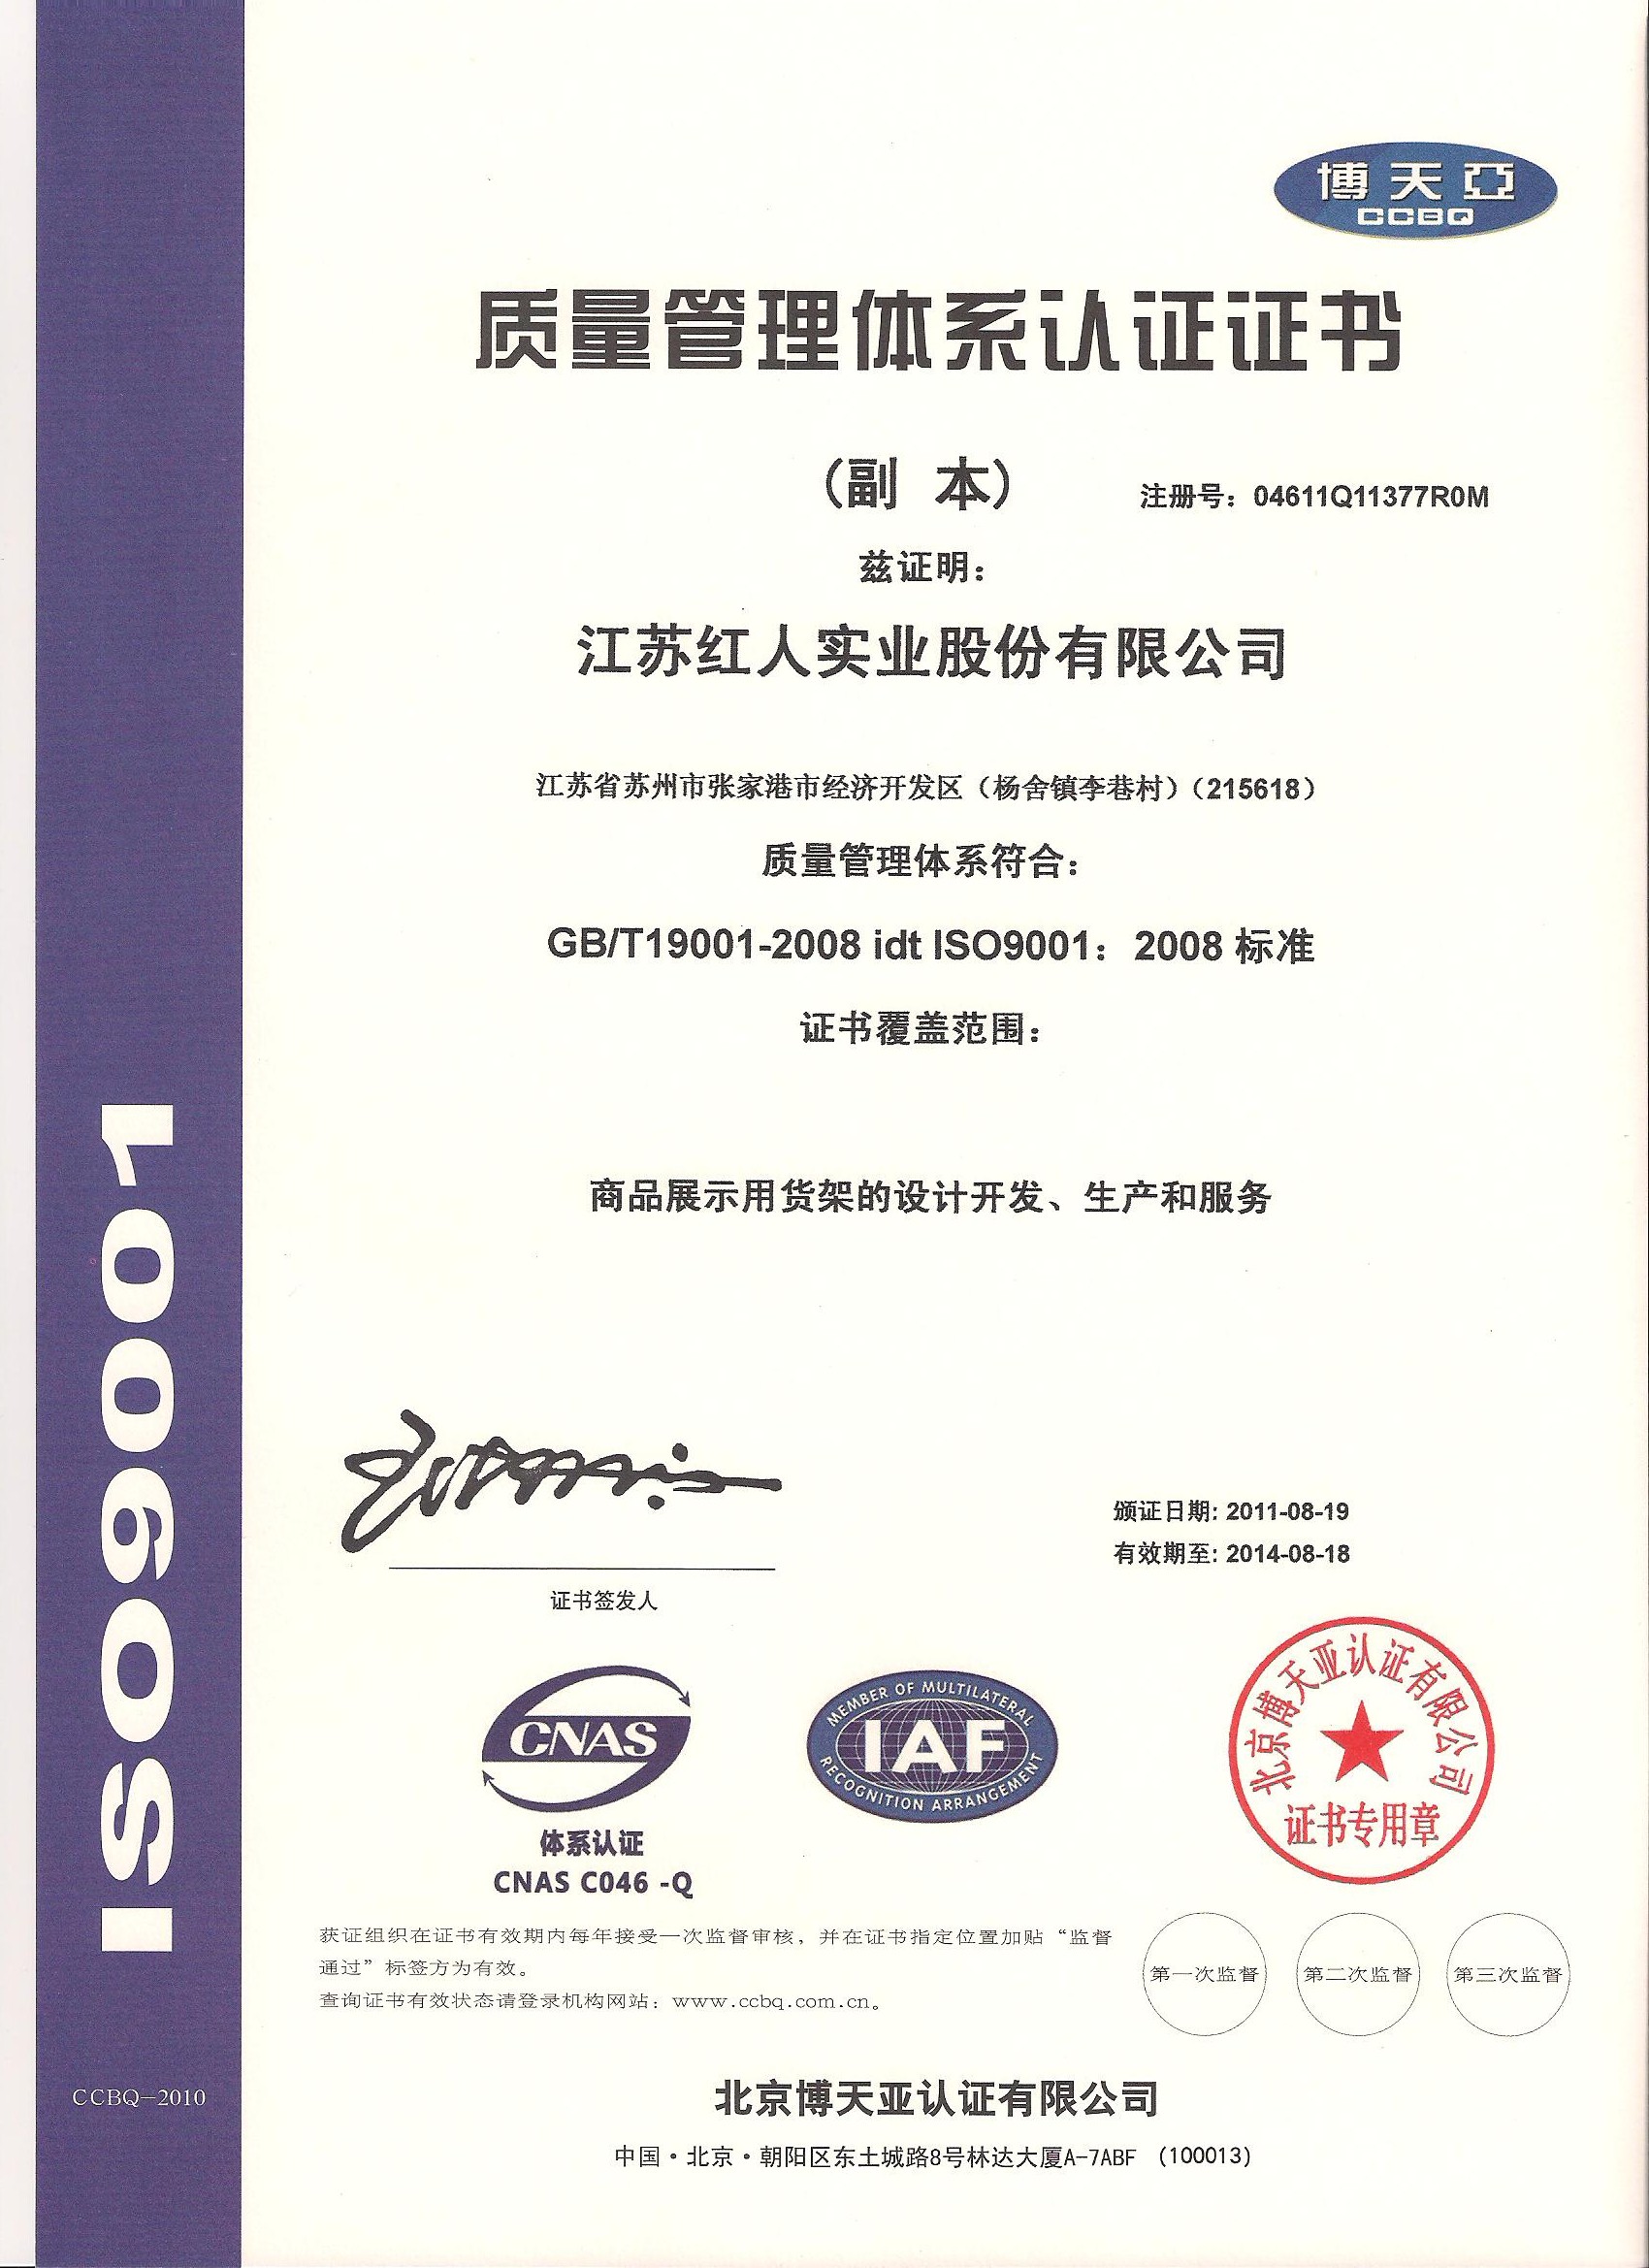 博天亞
CCBQ
质量管理体系认证证书
(副 本)
注册号：04611Q11377R0M
兹证明：
江苏红人实业股份有限公司
江苏省苏州市张家港市经济开发区（杨舍镇李巷村）（215618）
质量管理体系符合：
GB/T19001-2008 idt ISO9001：2008 标准
证书覆盖范围：
商品展示用货架的设计开发、生产和服务
颁证日期: 2011-08-19
有效期至: 2014-08-18
证书签发人
CNAS
体系认证
CNAS C046 -Q
MEMBER OF MULTILATERAL
IAF
RECOGNITION ARRANGEMENT
北京博天亚认证有限公司
证书专用章
获证组织在证书有效期内每年接受一次监督审核，并在证书指定位置加贴“监督
通过”标签方为有效。
查询证书有效状态请登录机构网站：www.ccbq.com.cn。
第一次监督
第二次监督
第三次监督
北京博天亚认证有限公司
中国·北京·朝阳区东土城路8号林达大厦A-7ABF (100013)
ISO9001
CCBQ-2010